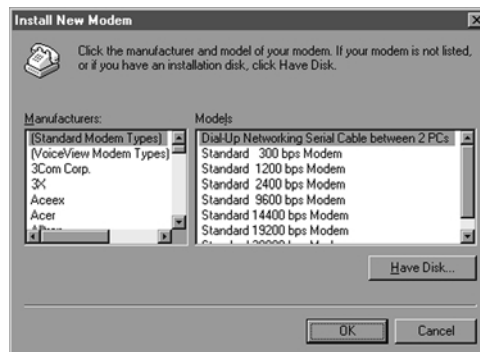 Install New Modem
Click the manufacturer and model of your modem. If your modem is not listed,
or if you have an installation disk, click Have Disk.
Manufacturers:
(Standard Modem Types)
(VoiceView Modem Types)
3Com Corp.
3X
Aceex
Acer
Models
Dial-Up Networking Serial Cable between 2 PCs
Standard 300 bps Modem
Standard 1200 bps Modem
Standard 2400 bps Modem
Standard 9600 bps Modem
Standard 14400 bps Modem
Standard 19200 bps Modem
Have Disk...
OK
Cancel